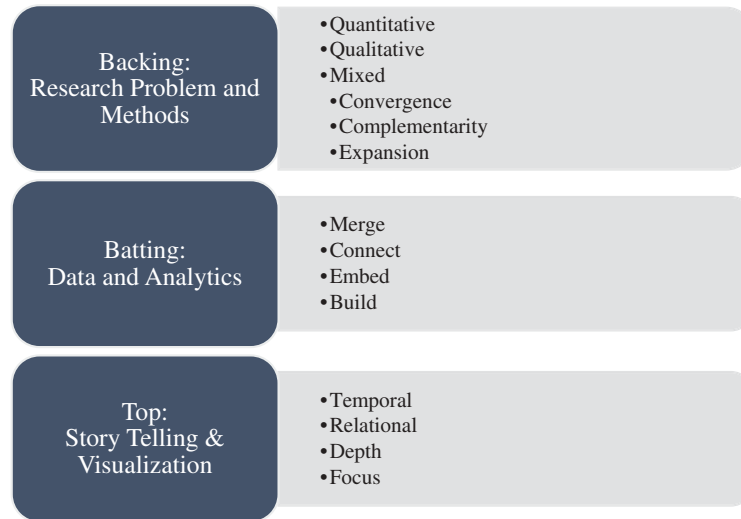 Backing:
Research Problem and
Methods
•Quantitative
•Qualitative
•Mixed
•Convergence
•Complementarity
•Expansion
Batting:
Data and Analytics
•Merge
•Connect
•Embed
•Build
Top:
Story Telling &
Visualization
•Temporal
•Relational
•Depth
•Focus